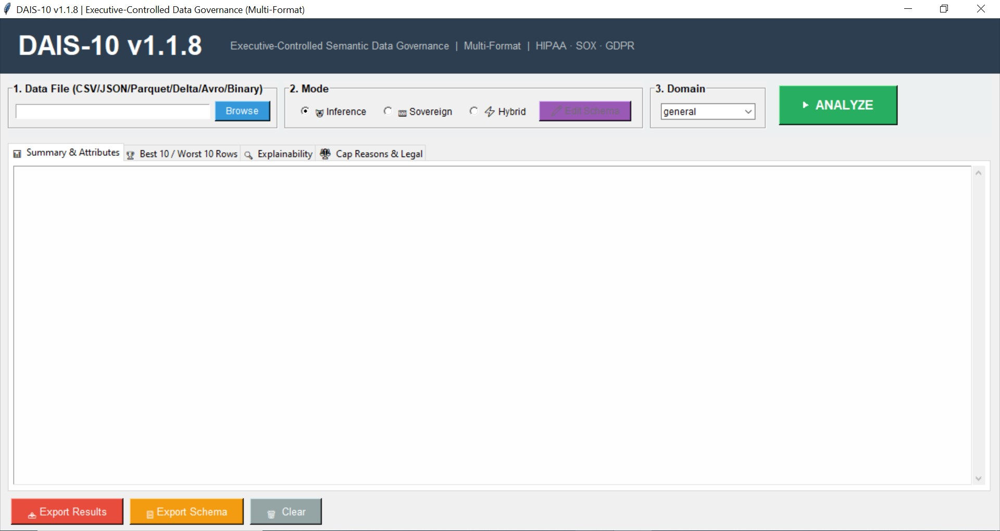 DAIS-10 v1.1.8 | Executive-Controlled Data Governance (Multi-Format)
DAIS-10 v1.1.8
Executive-Controlled Semantic Data Governance | Multi-Format | HIPAA · SOX · GDPR
1. Data File (CSV/JSON/Parquet/Delta/Avro/Binary)
Browse
2. Mode
Inference
Sovereign
Hybrid
Edit Schema
3. Domain
general
ANALYZE
Summary & Attributes
Best 10 / Worst 10 Rows
Explainability
Cap Reasons & Legal
Export Results
Export Schema
Clear